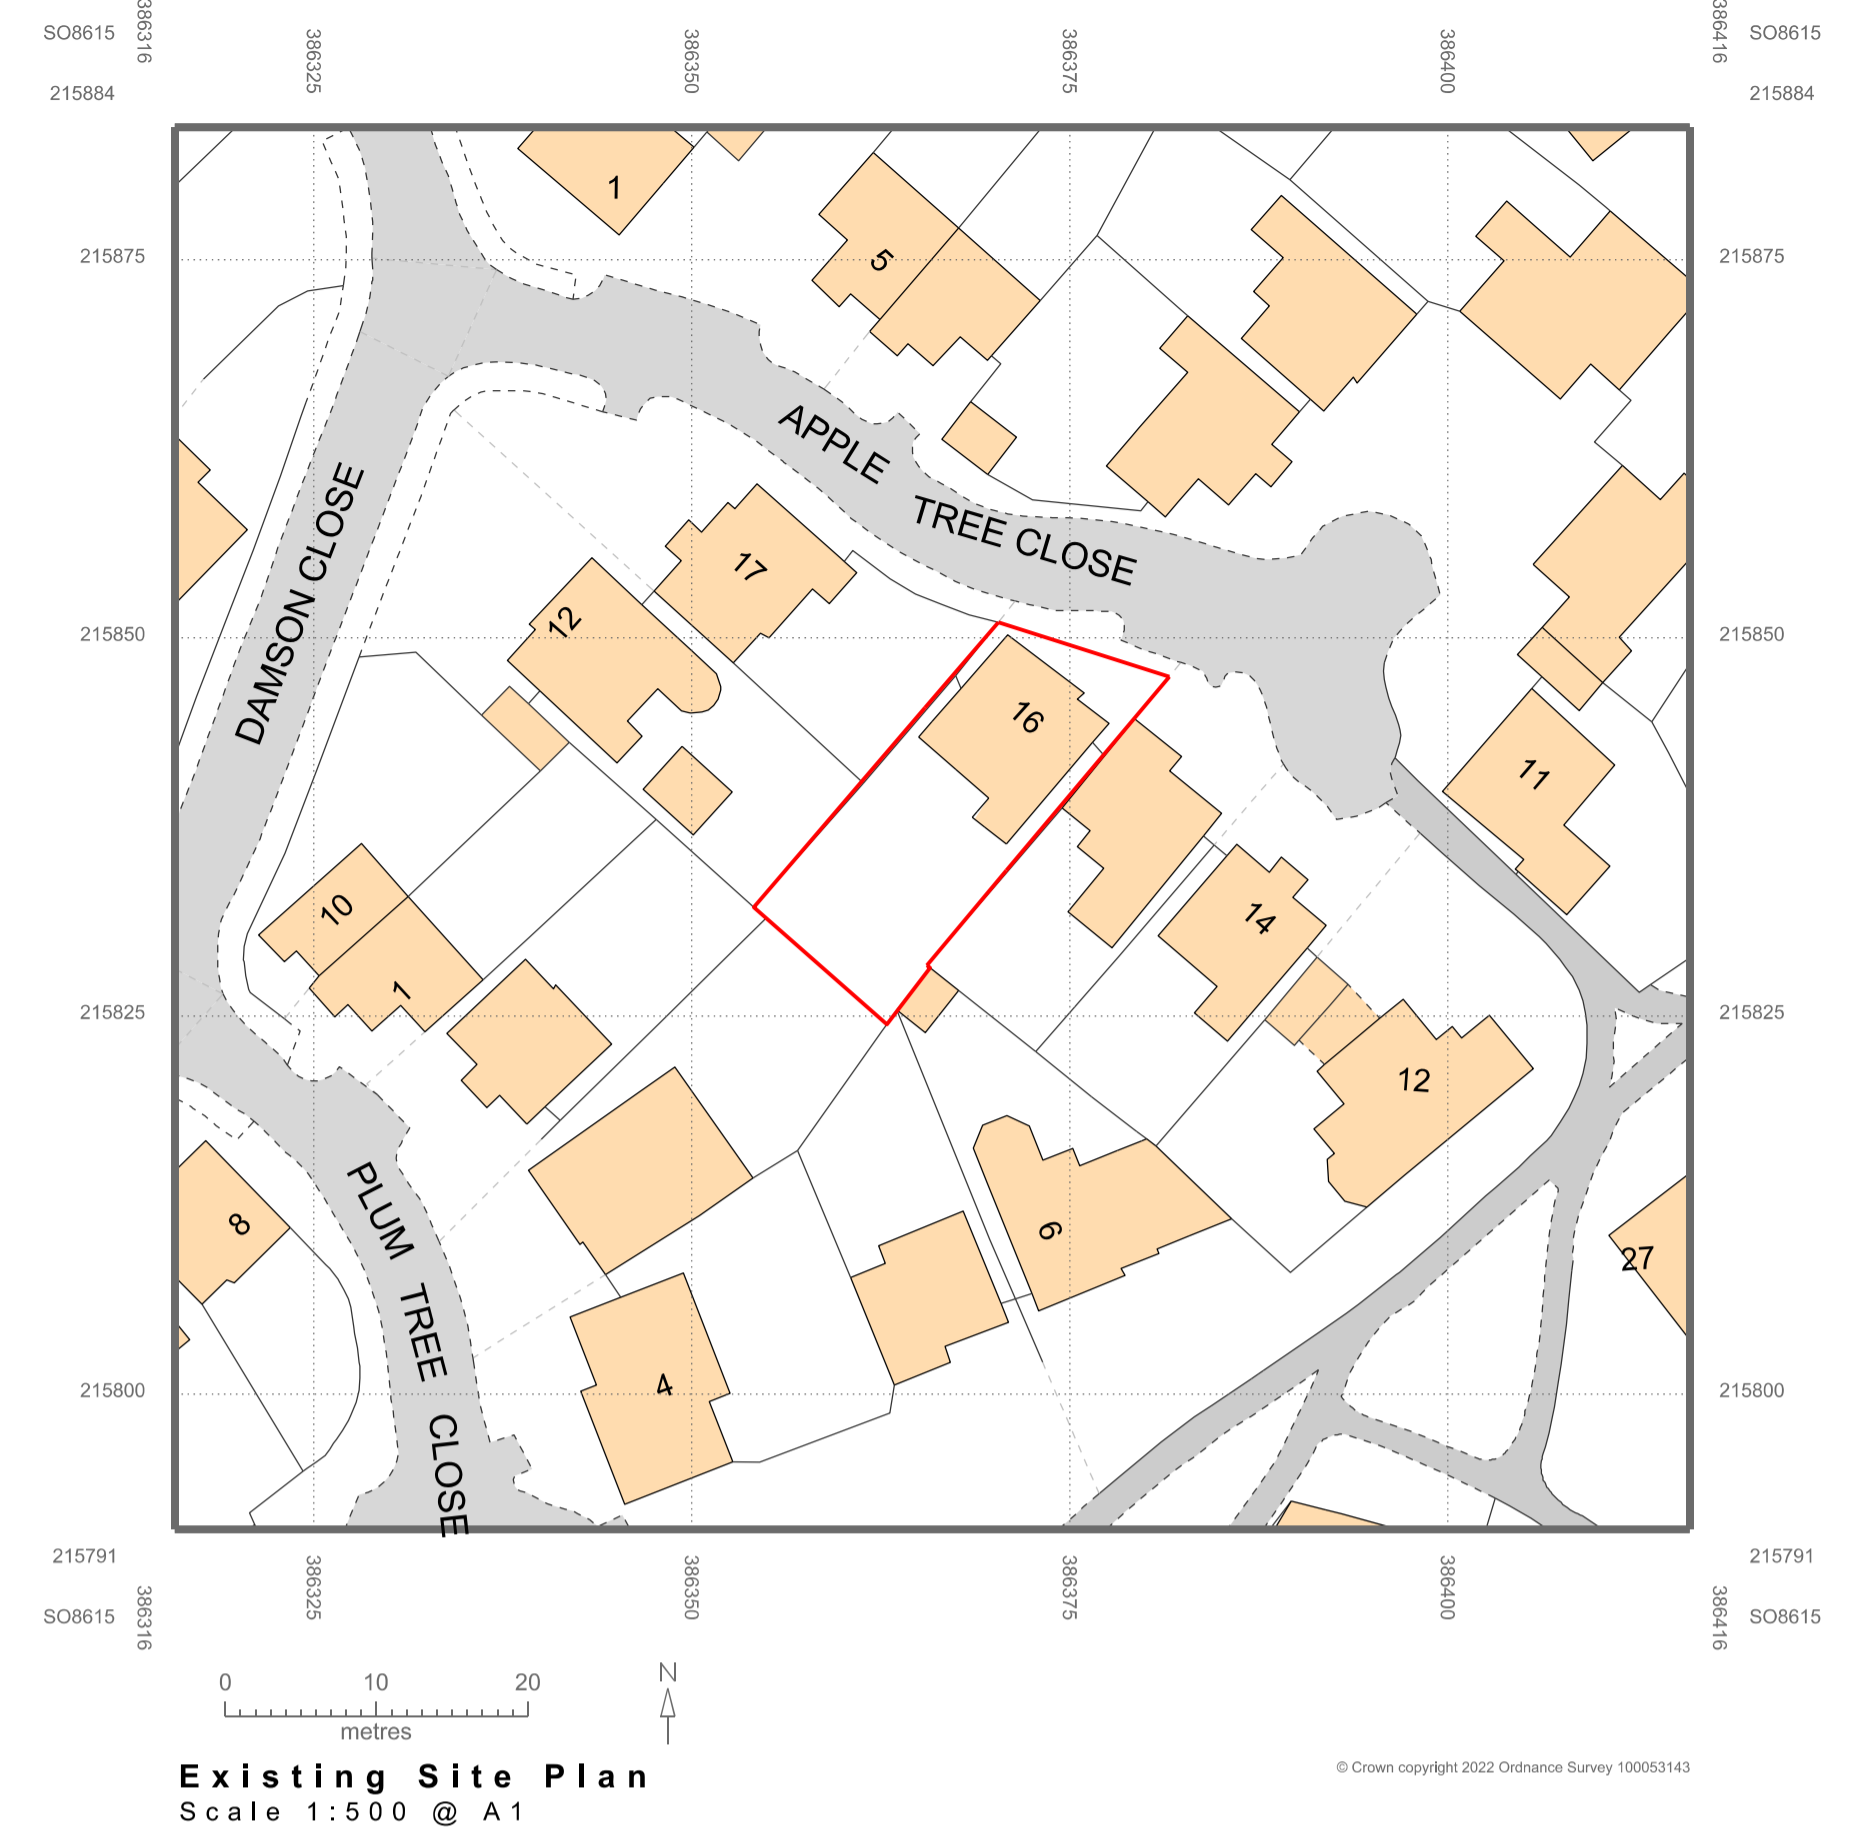 SO8615 386316 386325 386350 386375 386400 386416 SO8615
215884 215884
1
5
215875 215875
APPLE TREE CLOSE
DAMSON CLOSE
17
12
215850 215850
16
11
10
14
1
215825 215825
12
PLUM TREE CLOSE
8
6
27
4
215800 215800
215791 386325 386350 386375 386400 215791
SO8615 386316 386416 SO8615
0 10 20
metres
N
Existing Site Plan
Scale 1:500 @ A1
© Crown copyright 2022 Ordnance Survey 100053143